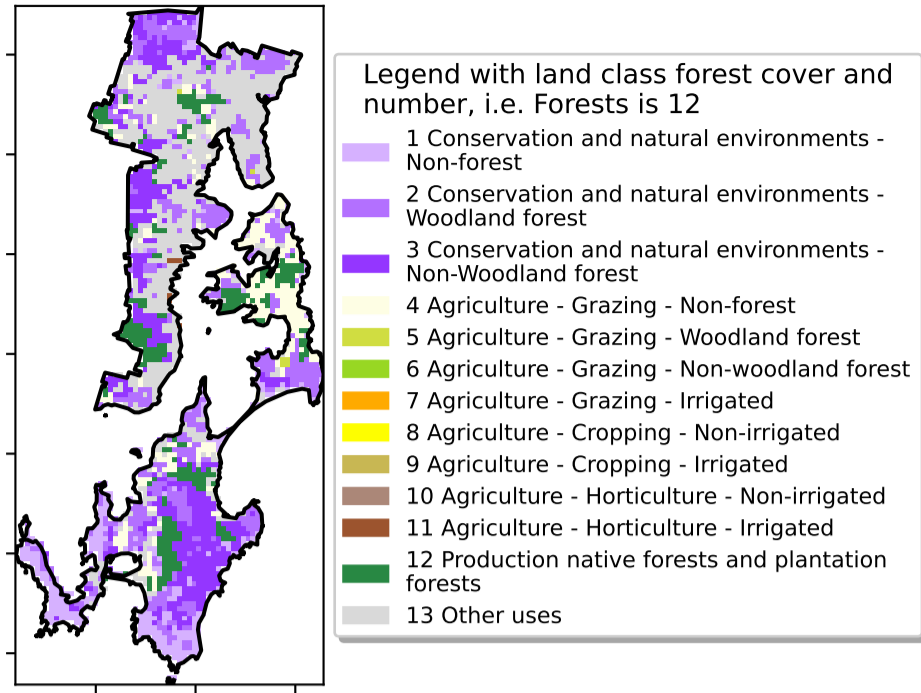 Legend with land class forest cover and
number, i.e. Forests is 12
1 Conservation and natural environments -
Non-forest
2 Conservation and natural environments -
Woodland forest
3 Conservation and natural environments -
Non-Woodland forest
4 Agriculture - Grazing - Non-forest
5 Agriculture - Grazing - Woodland forest
6 Agriculture - Grazing - Non-woodland forest
7 Agriculture - Grazing - Irrigated
8 Agriculture - Cropping - Non-irrigated
9 Agriculture - Cropping - Irrigated
10 Agriculture - Horticulture - Non-irrigated
11 Agriculture - Horticulture - Irrigated
12 Production native forests and plantation
forests
13 Other uses